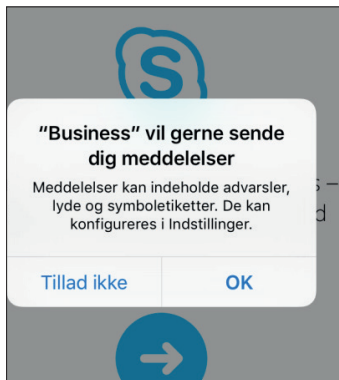 S
“Business” vil gerne sende
dig meddelelser
Meddelelser kan indeholde advarsler,
lyde og symboletiketter. De kan
konfigureres i Indstillinger.
Tillad ikke
OK